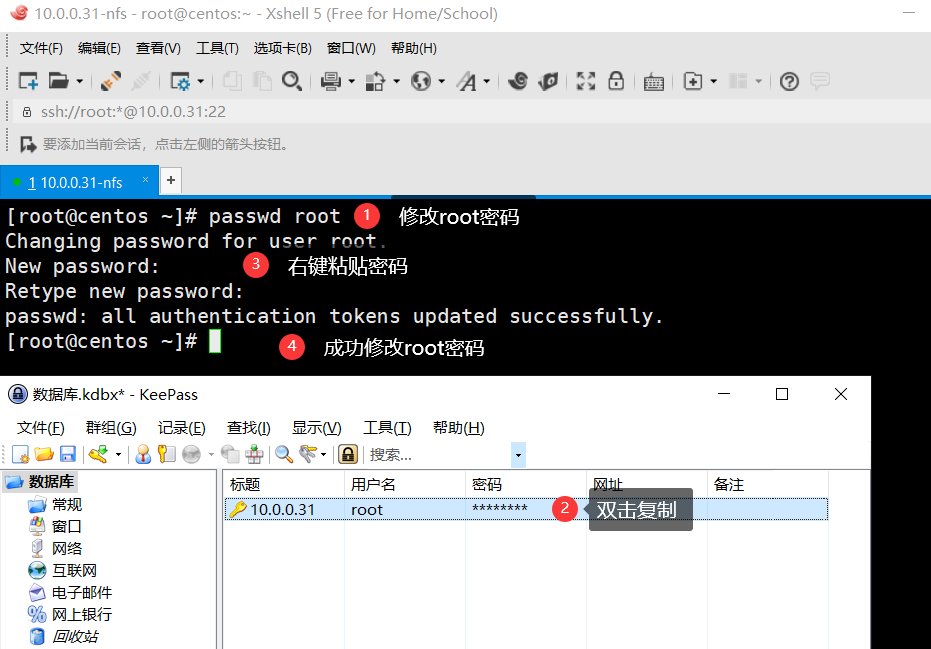 10.0.0.31-nfs - root@centos:~ - Xshell 5 (Free for Home/School)
文件(F) 编辑(E) 查看(V) 工具(T) 选项卡(B) 窗口(W) 帮助(H)
ssh://root:*@10.0.0.31:22
要添加当前会话，点击左侧的箭头按钮。
1 10.0.0.31-nfs × +
[root@centos ~]# passwd root 1 修改root密码
Changing password for user root.
New password: 3 右键粘贴密码
Retype new password:
passwd: all authentication tokens updated successfully.
[root@centos ~]# 4 成功修改root密码
数据库.kdbx* - KeePass
文件(F) 群组(G) 记录(E) 查找(I) 显示(V) 工具(T) 帮助(H)
搜索...
数据库 标题 用户名 密码 网址 备注
常规 10.0.0.31 root ******** 2 双击复制
窗口
网络
互联网
电子邮件
网上银行
回收站